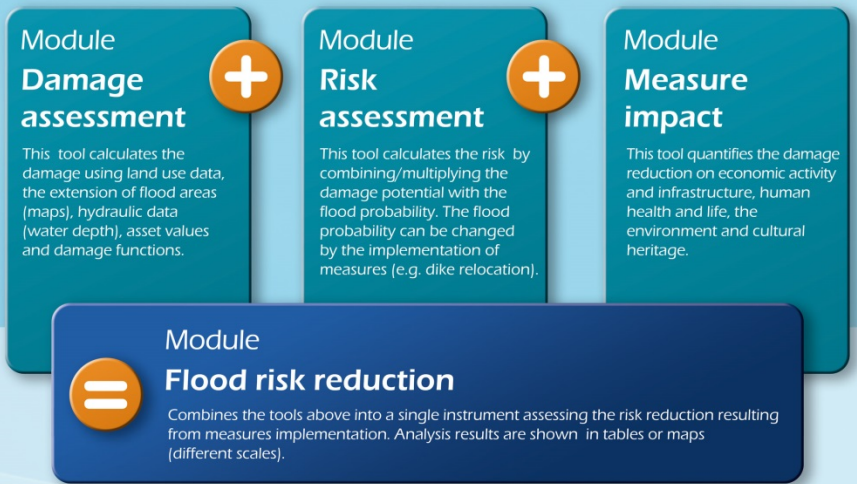 Module
Damage
assessment
This tool calculates the
damage using land use data,
the extension of flood areas
(maps), hydraulic data
(water depth), asset values
and damage functions.
+
Module
Risk
assessment
This tool calculates the risk by
combining/multiplying the
damage potential with the
flood probability. The flood
probability can be changed
by the implementation of
measures (e.g. dike relocation).
+
Module
Measure
impact
This tool quantifies the damage
reduction on economic activity
and infrastructure, human
health and life, the
environment and cultural
heritage.
=
Module
Flood risk reduction
Combines the tools above into a single instrument assessing the risk reduction resulting
from measures implementation. Analysis results are shown in tables or maps
(different scales).